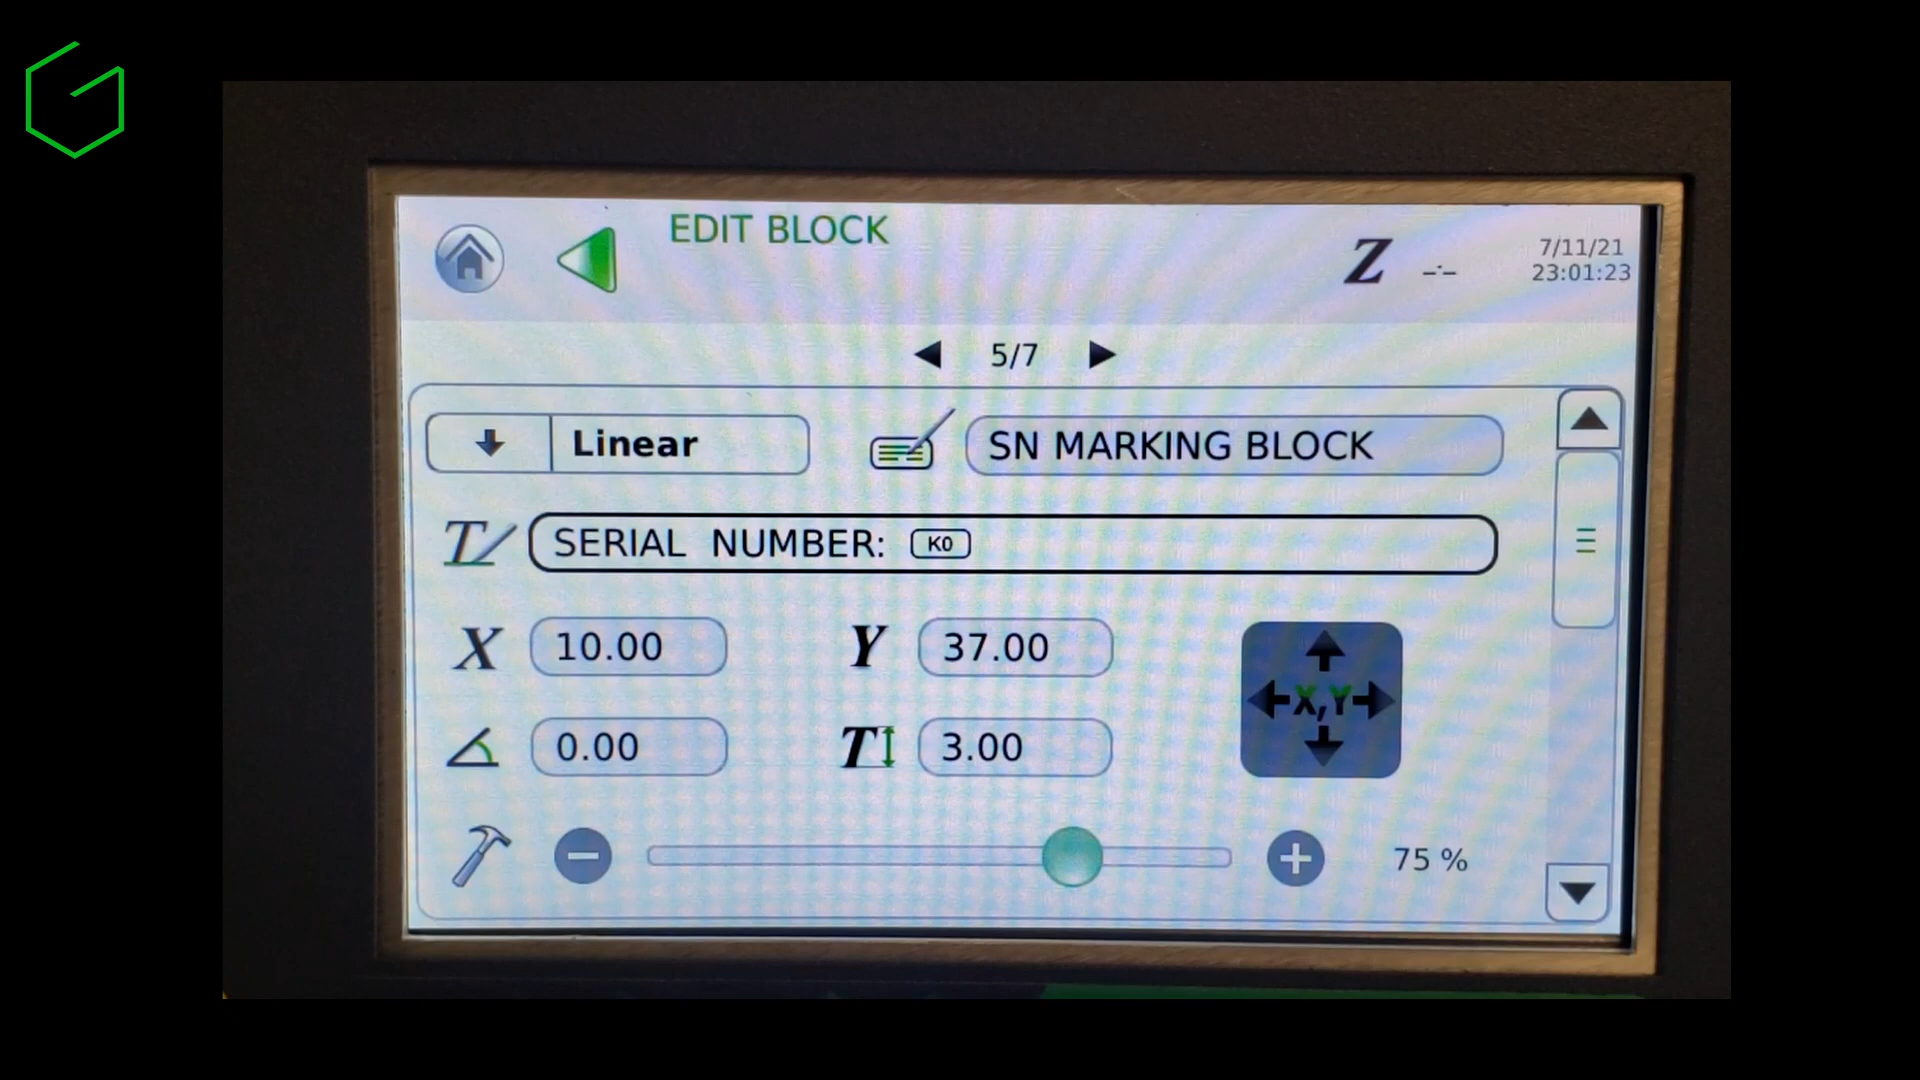 EDIT BLOCK
Z -:-
7/11/21
23:01:23
5/7
Linear
SN MARKING BLOCK
T SERIAL NUMBER: K0
X 10.00
Y 37.00
X,Y
0.00
T 3.00
75 %